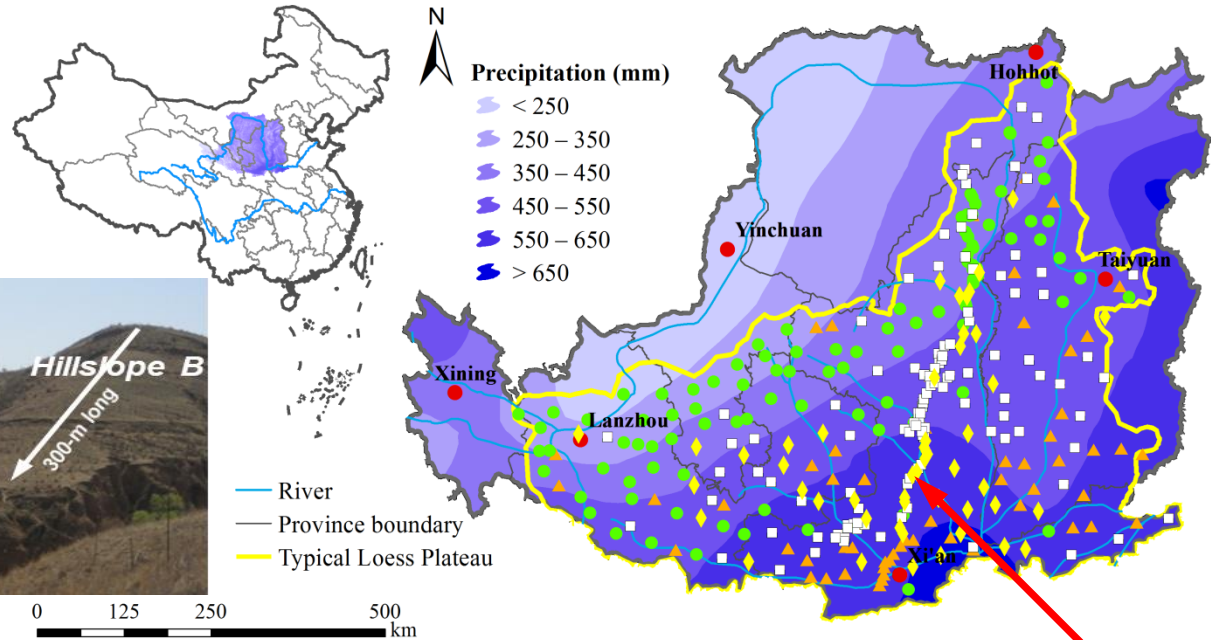 N
Precipitation (mm)
< 250
250 – 350
350 – 450
450 – 550
550 – 650
> 650
Hohhot
Yinchuan
Taiyuan
Hillslope B
300-m long
Xining
Lanzhou
Xi'an
River
Province boundary
Typical Loess Plateau
0 125 250 500
km